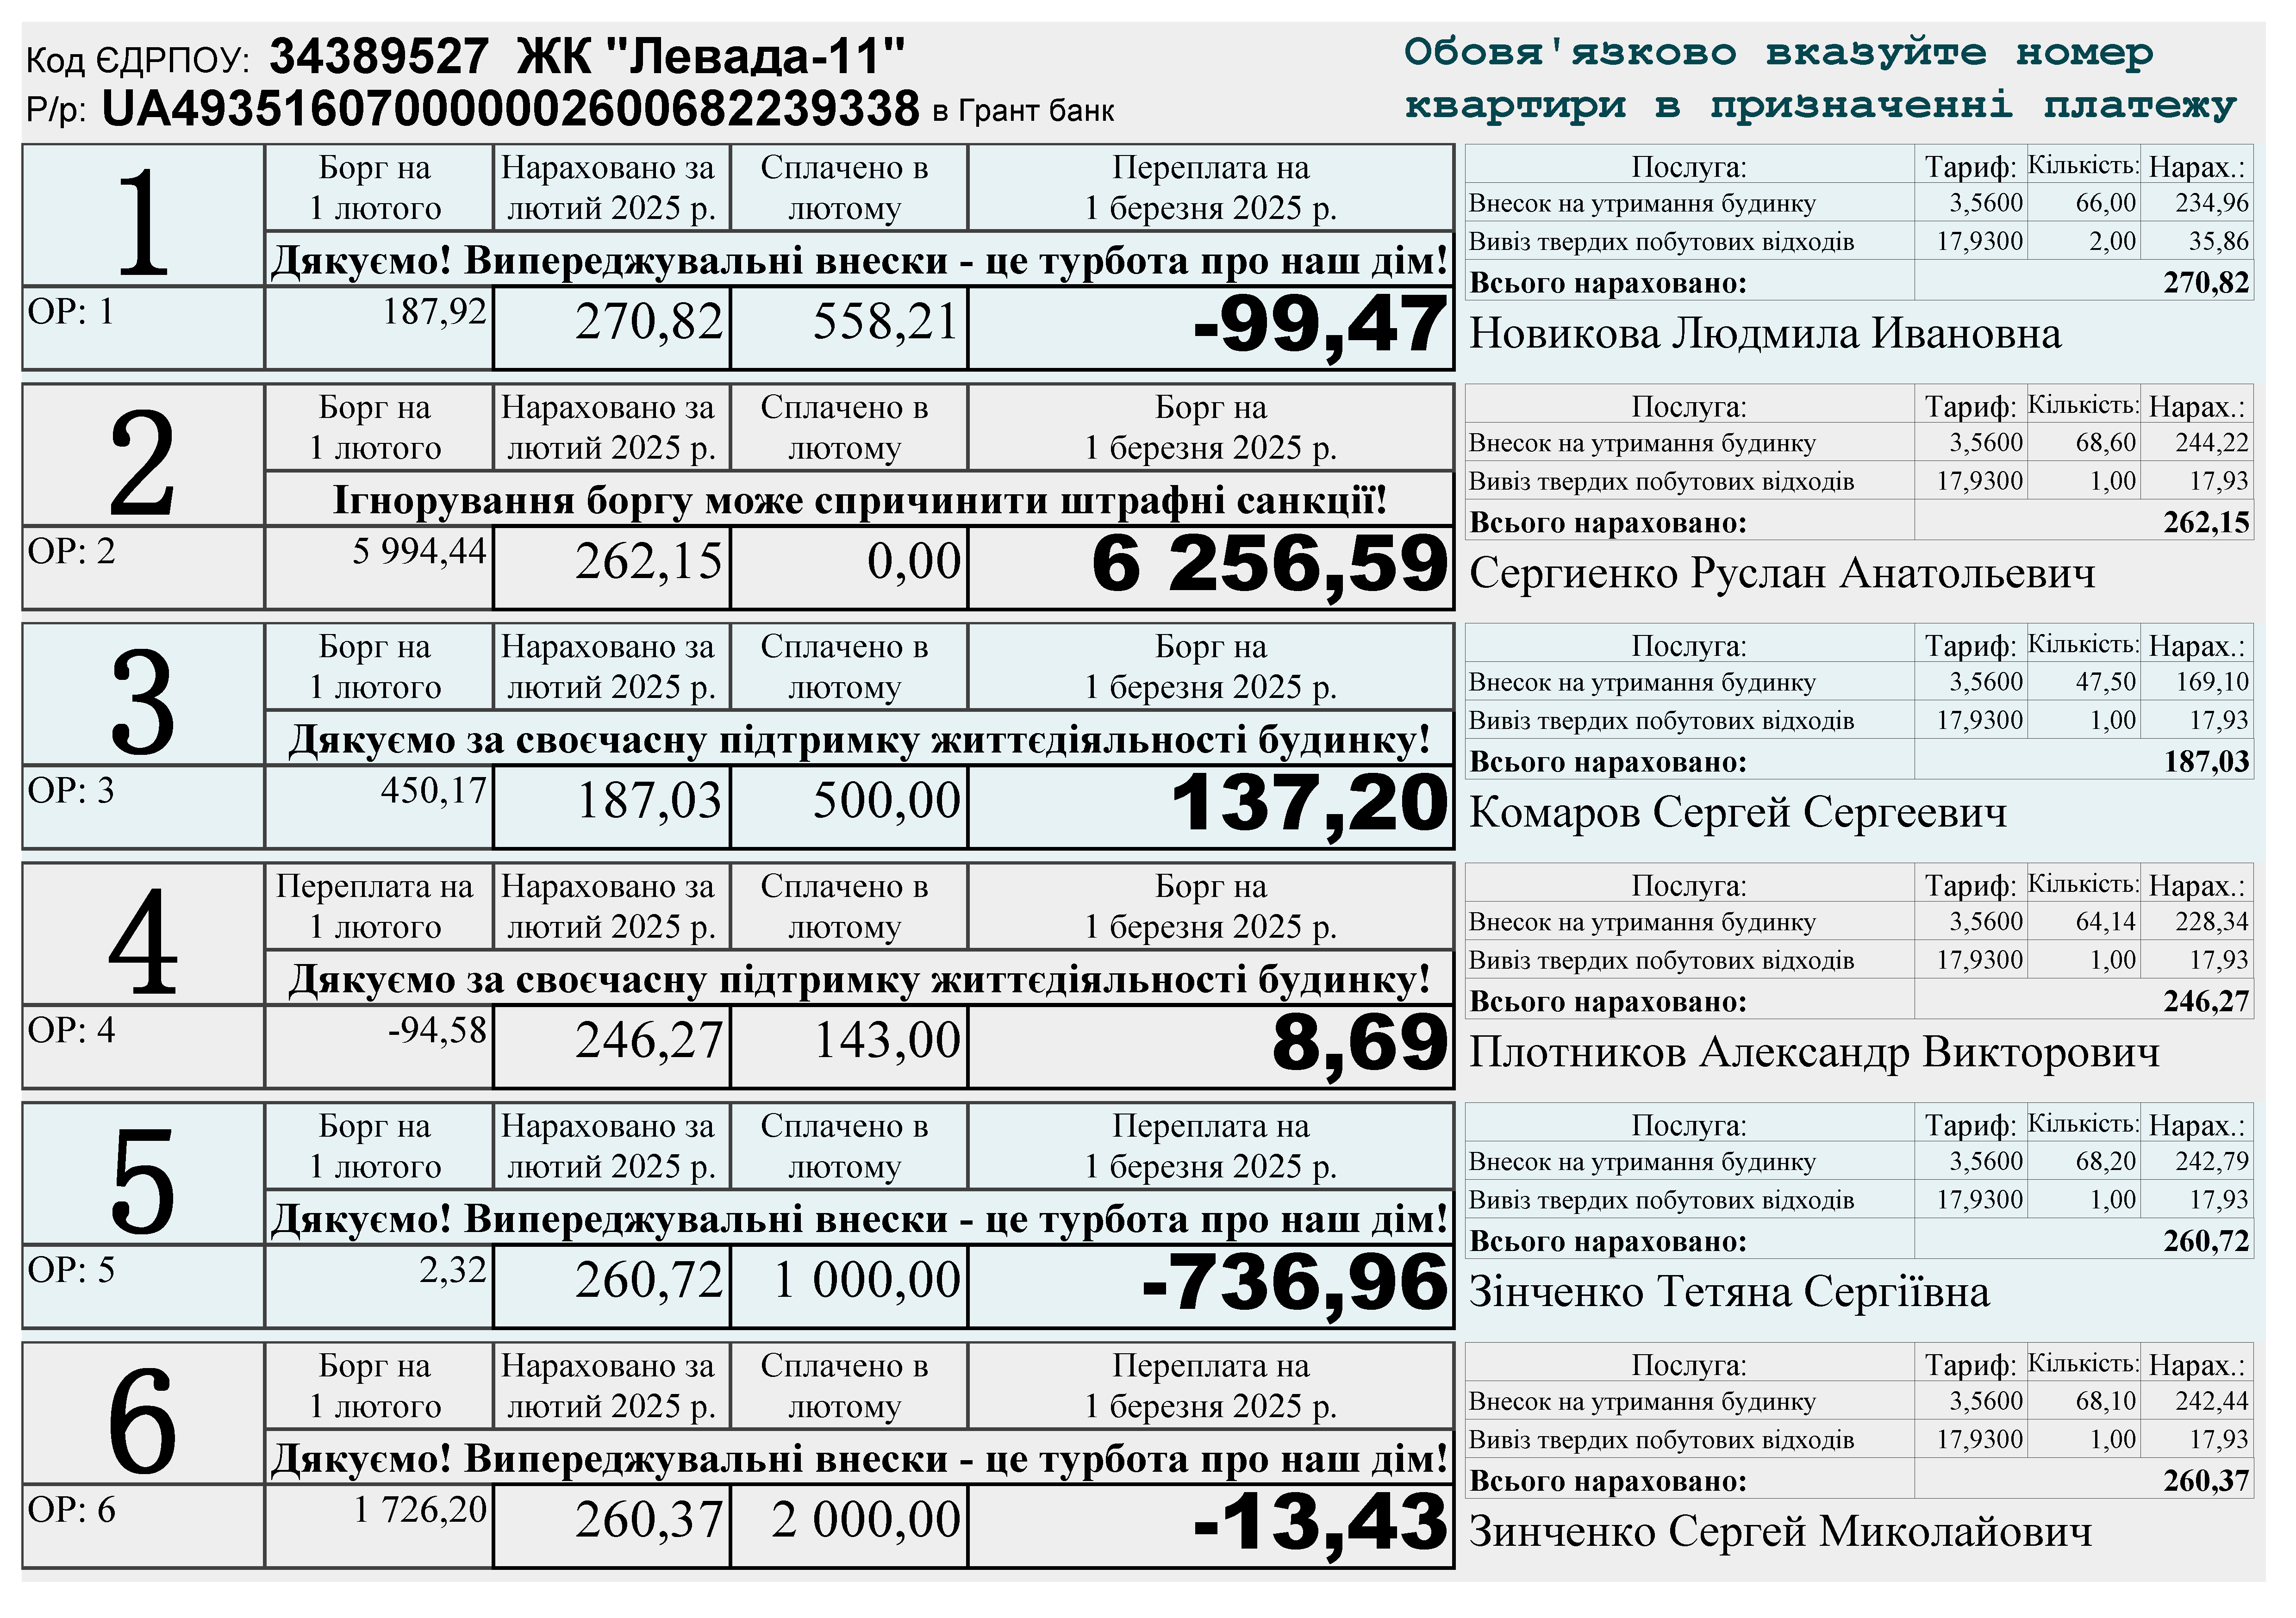 Код ЄДРПОУ: 34389527 ЖК "Левада-11"
Р/р: UA493516070000002600682239338 в Грант банк
Обовя'язково вказуйте номер
квартири в призначенні платежу
1
Борг на
1 лютого
Нараховано за
лютий 2025 р.
Сплачено в
лютому
Переплата на
1 березня 2025 р.
Дякуємо! Випереджувальні внески - це турбота про наш дім!
ОР: 1 187,92 270,82 558,21 -99,47
Послуга: Тариф: Кількість: Нарах.:
Внесок на утримання будинку 3,5600 66,00 234,96
Вивіз твердих побутових відходів 17,9300 2,00 35,86
Всього нараховано: 270,82
Новикова Людмила Ивановна
2
Борг на
1 лютого
Нараховано за
лютий 2025 р.
Сплачено в
лютому
Борг на
1 березня 2025 р.
Ігнорування боргу може спричинити штрафні санкції!
ОР: 2 5 994,44 262,15 0,00 6 256,59
Послуга: Тариф: Кількість: Нарах.:
Внесок на утримання будинку 3,5600 68,60 244,22
Вивіз твердих побутових відходів 17,9300 1,00 17,93
Всього нараховано: 262,15
Сергиенко Руслан Анатольевич
3
Борг на
1 лютого
Нараховано за
лютий 2025 р.
Сплачено в
лютому
Борг на
1 березня 2025 р.
Дякуємо за своєчасну підтримку життєдіяльності будинку!
ОР: 3 450,17 187,03 500,00 137,20
Послуга: Тариф: Кількість: Нарах.:
Внесок на утримання будинку 3,5600 47,50 169,10
Вивіз твердих побутових відходів 17,9300 1,00 17,93
Всього нараховано: 187,03
Комаров Сергей Сергеевич
4
Переплата на
1 лютого
Нараховано за
лютий 2025 р.
Сплачено в
лютому
Борг на
1 березня 2025 р.
Дякуємо за своєчасну підтримку життєдіяльності будинку!
ОР: 4 -94,58 246,27 143,00 8,69
Послуга: Тариф: Кількість: Нарах.:
Внесок на утримання будинку 3,5600 64,14 228,34
Вивіз твердих побутових відходів 17,9300 1,00 17,93
Всього нараховано: 246,27
Плотников Александр Викторович
5
Борг на
1 лютого
Нараховано за
лютий 2025 р.
Сплачено в
лютому
Переплата на
1 березня 2025 р.
Дякуємо! Випереджувальні внески - це турбота про наш дім!
ОР: 5 2,32 260,72 1 000,00 -736,96
Послуга: Тариф: Кількість: Нарах.:
Внесок на утримання будинку 3,5600 68,20 242,79
Вивіз твердих побутових відходів 17,9300 1,00 17,93
Всього нараховано: 260,72
Зінченко Тетяна Сергіївна
6
Борг на
1 лютого
Нараховано за
лютий 2025 р.
Сплачено в
лютому
Переплата на
1 березня 2025 р.
Дякуємо! Випереджувальні внески - це турбота про наш дім!
ОР: 6 1 726,20 260,37 2 000,00 -13,43
Послуга: Тариф: Кількість: Нарах.:
Внесок на утримання будинку 3,5600 68,10 242,44
Вивіз твердих побутових відходів 17,9300 1,00 17,93
Всього нараховано: 260,37
Зинченко Сергей Миколайович